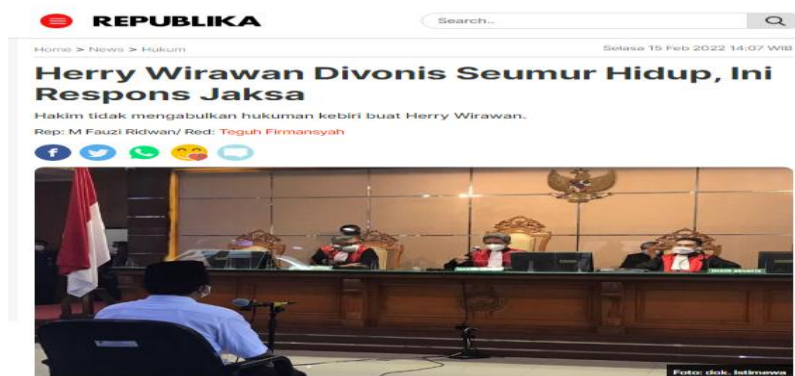 REPUBLIKA
Search..
Home > News > Hukum
Selasa 15 Feb 2022 14:07 WIB
Herry Wirawan Divonis Seumur Hidup, Ini
Respons Jaksa
Hakim tidak mengabulkan hukuman kebiri buat Herry Wirawan.
Rep: M Fauzi Ridwan/ Red: Teguh Firmansyah
Foto: dok. Istimewa